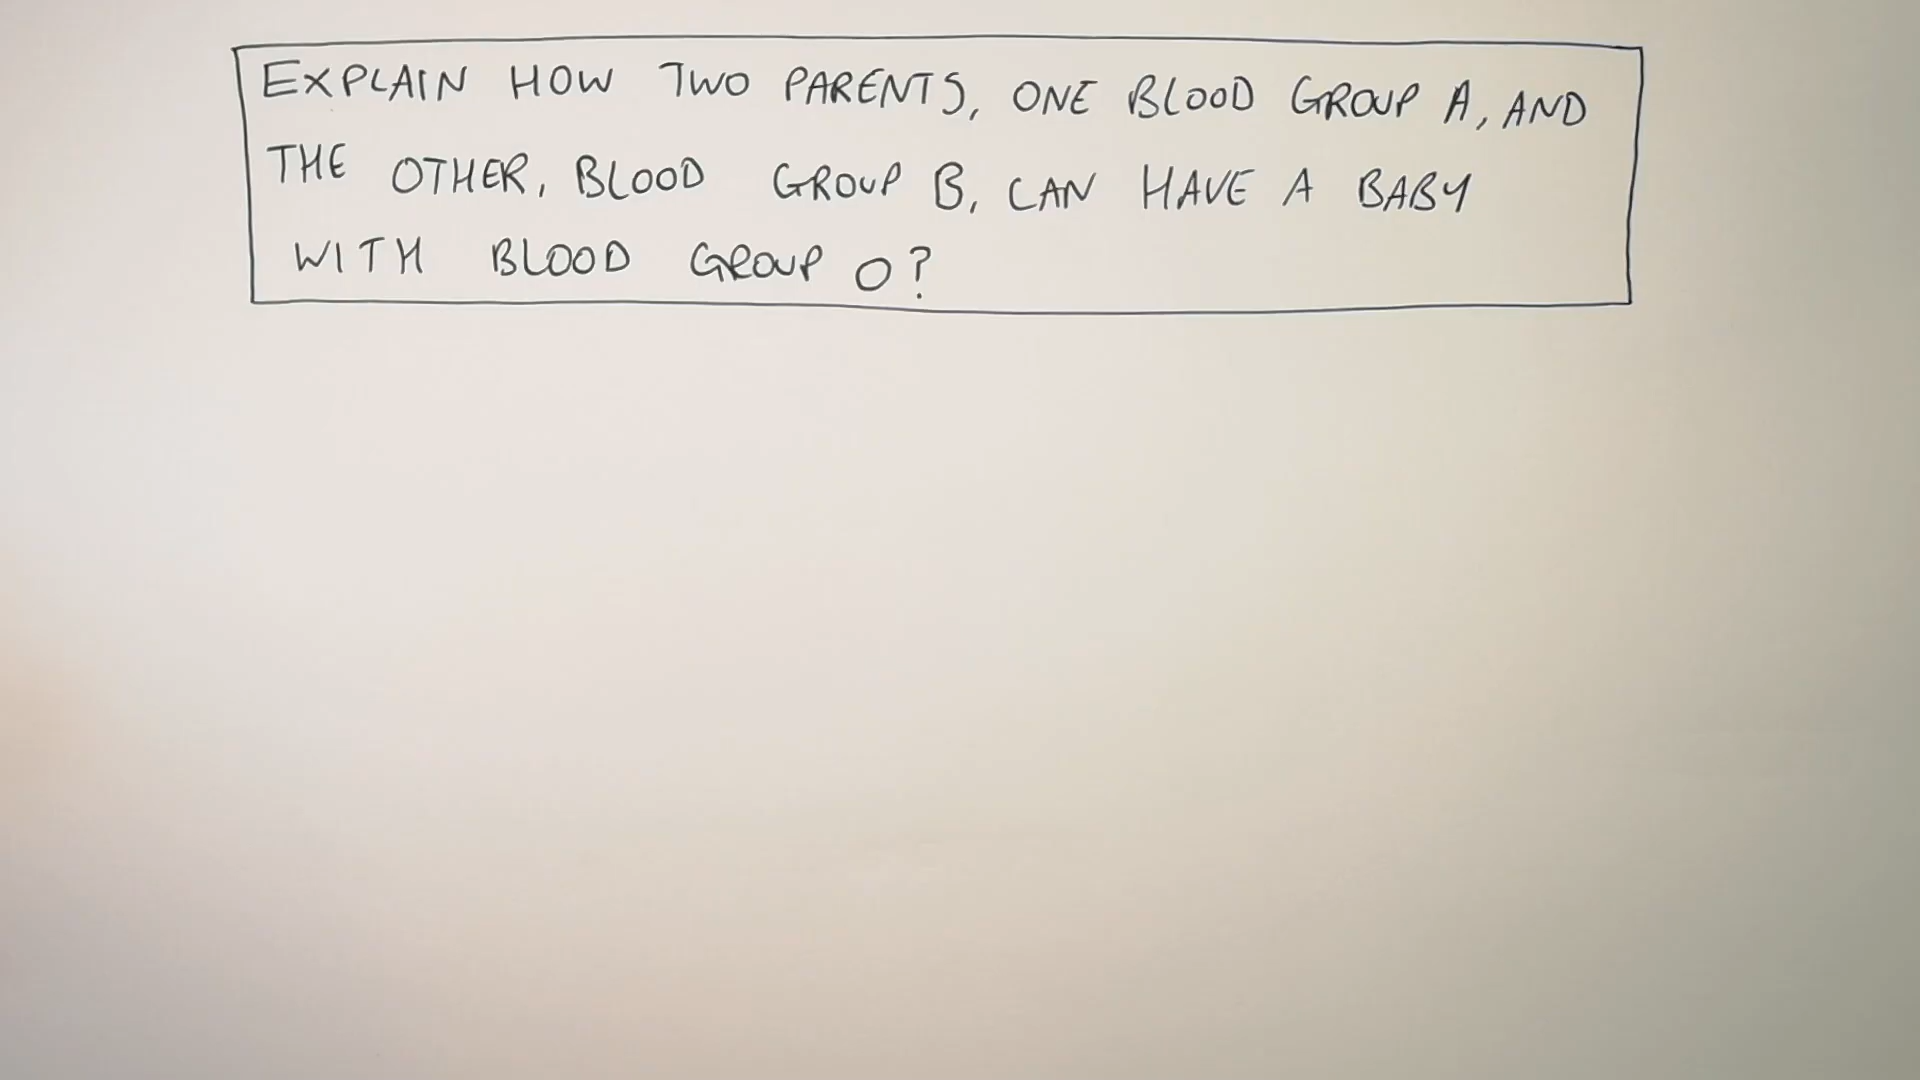 EXPLAIN HOW TWO PARENTS, ONE BLOOD GROUP A, AND
THE OTHER, BLOOD GROUP B, CAN HAVE A BABY
WITH BLOOD GROUP O?